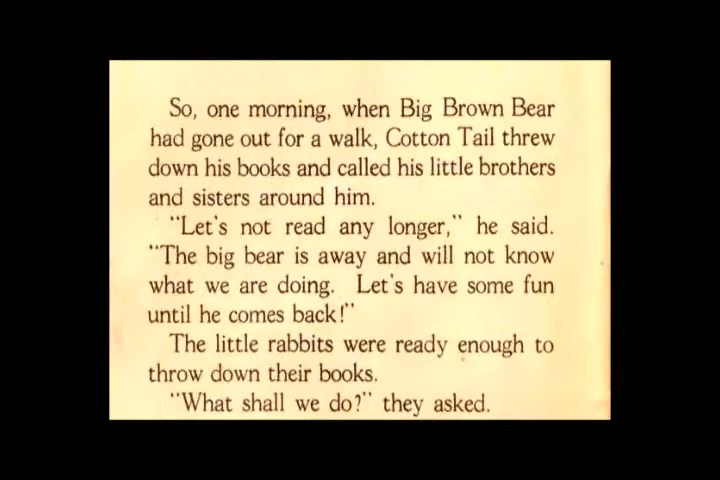 So, one morning, when Big Brown Bear
had gone out for a walk, Cotton Tail threw
down his books and called his little brothers
and sisters around him.
"Let's not read any longer," he said.
"The big bear is away and will not know
what we are doing. Let's have some fun
until he comes back!"
The little rabbits were ready enough to
throw down their books.
"What shall we do?" they asked.